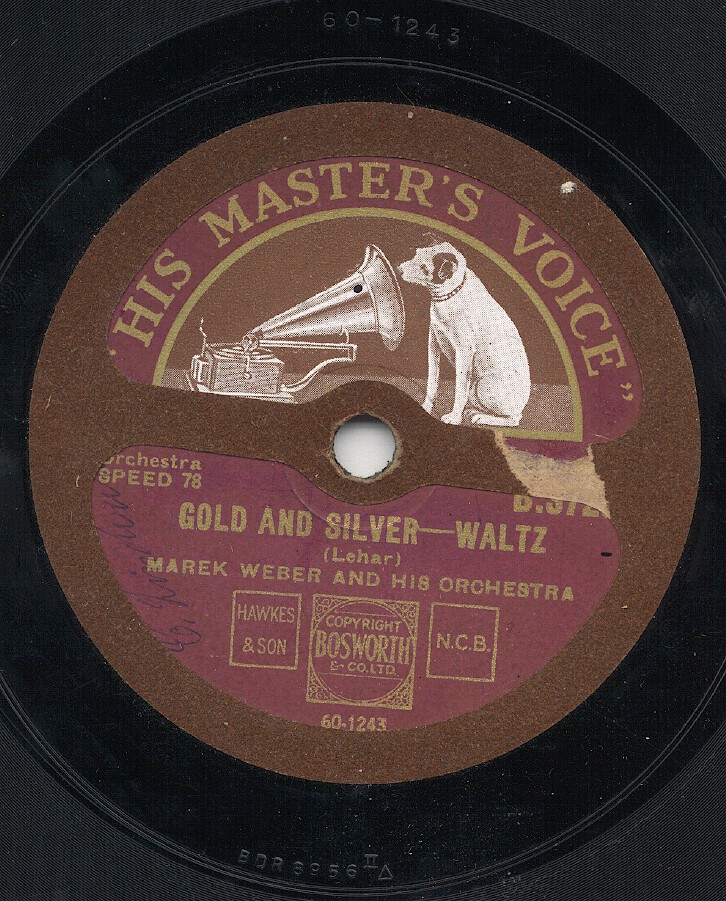 60-1243
"HIS MASTER'S VOICE"
Orchestra
SPEED 78
GOLD AND SILVER—WALTZ
(Lehar)
MAREK WEBER AND HIS ORCHESTRA
HAWKES
& SON
COPYRIGHT
BOSWORTH
& CO. LTD.
N.C.B.
60-1243